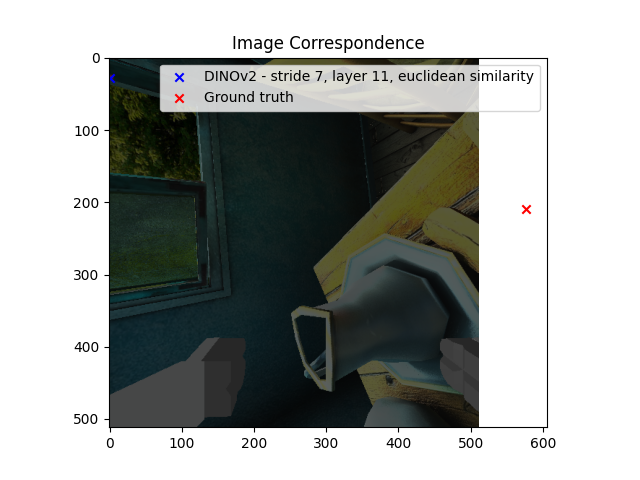 Image Correspondence
DINOv2 - stride 7, layer 11, euclidean similarity
Ground truth
0
100
200
300
400
500
0 100 200 300 400 500 600